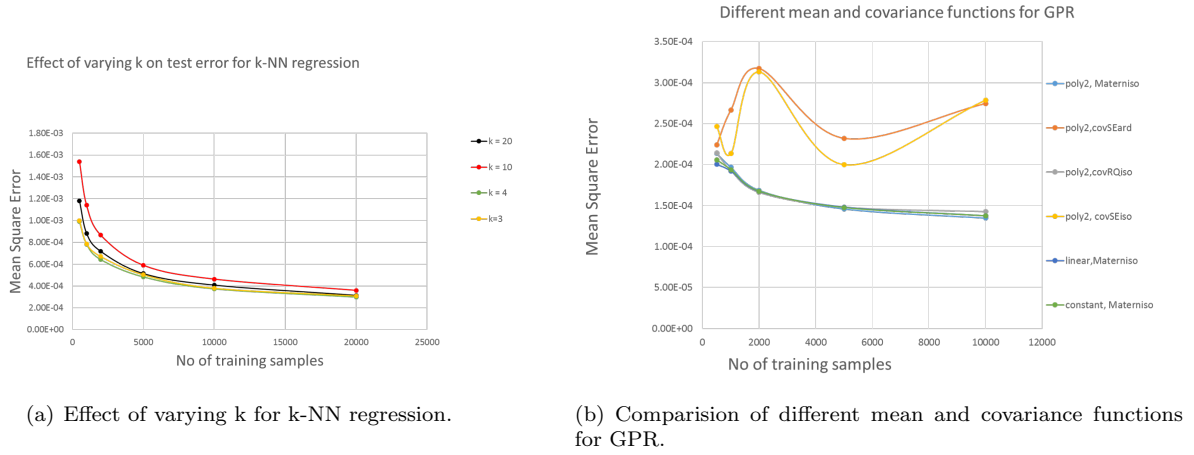 Effect of varying k on test error for k-NN regression
Mean Square Error
1.80E-03
1.60E-03
1.40E-03
1.20E-03
1.00E-03
8.00E-04
6.00E-04
4.00E-04
2.00E-04
0.00E+00
0
5000
10000
15000
20000
25000
No of training samples
k = 20
k = 10
k = 4
k=3
(a) Effect of varying k for k-NN regression.
Different mean and covariance functions for GPR
Mean Square Error
3.50E-04
3.00E-04
2.50E-04
2.00E-04
1.50E-04
1.00E-04
5.00E-05
0.00E+00
0
2000
4000
6000
8000
10000
12000
No of training samples
poly2, Materniso
poly2,covSEard
poly2,covRQiso
poly2, covSEiso
linear,Materniso
constant, Materniso
(b) Comparision of different mean and covariance functions
for GPR.